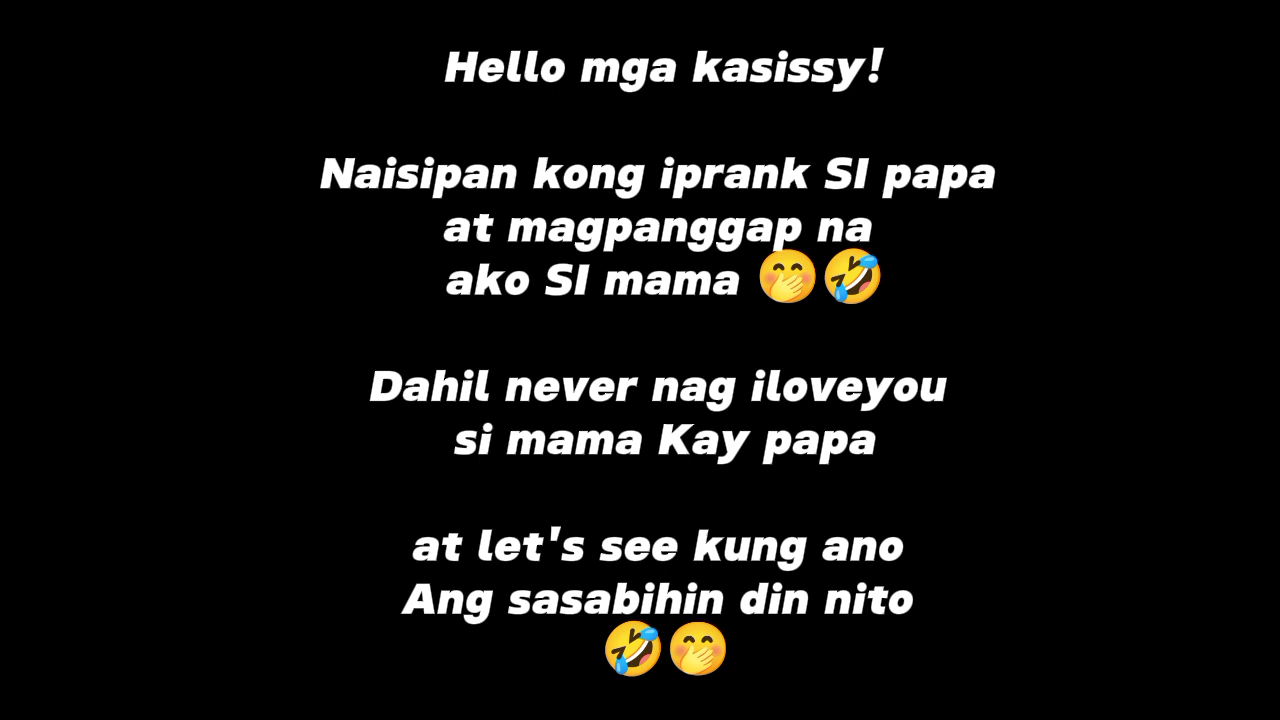 Hello mga kasissy!
Naisipan kong iprank SI papa
at magpanggap na
ako SI mama 🤭🤣
Dahil never nag iloveyou
si mama Kay papa
at let's see kung ano
Ang sasabihin din nito
🤣🤭